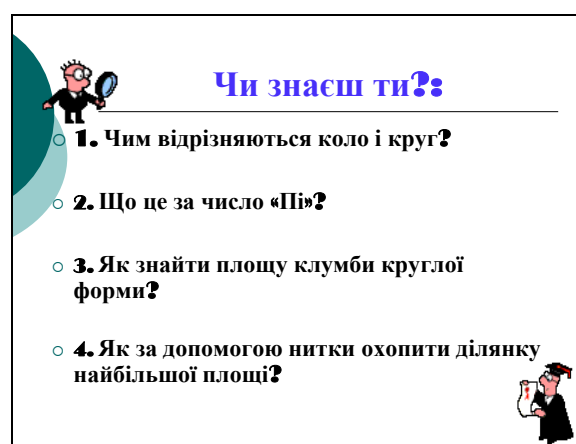 Чи знаєш ти?:
1. Чим відрізняються коло і круг?
2. Що це за число «Пі»?
3. Як знайти площу клумби круглої
форми?
4. Як за допомогою нитки охопити ділянку
найбільшої площі?